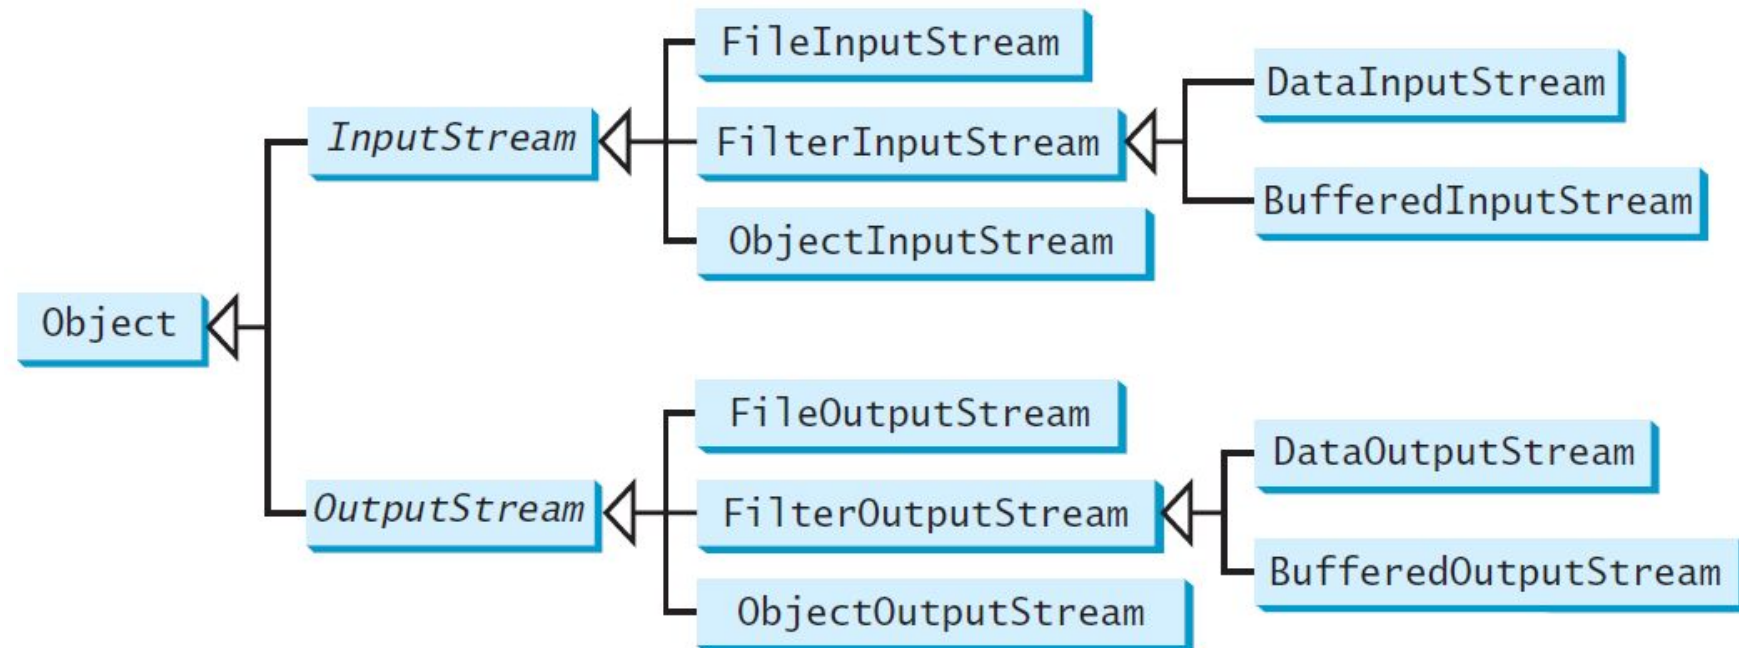 FileInputStream
DataInputStream
InputStream
FilterInputStream
BufferedInputStream
ObjectInputStream
Object
FileOutputStream
DataOutputStream
OutputStream
FilterOutputStream
BufferedOutputStream
ObjectOutputStream